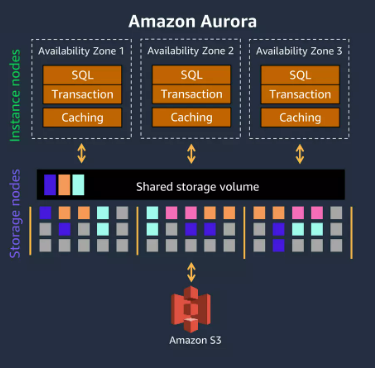 Amazon Aurora
Instance nodes
Availability Zone 1
SQL
Transaction
Caching
Availability Zone 2
SQL
Transaction
Caching
Availability Zone 3
SQL
Transaction
Caching
Storage nodes
Shared storage volume
Amazon S3